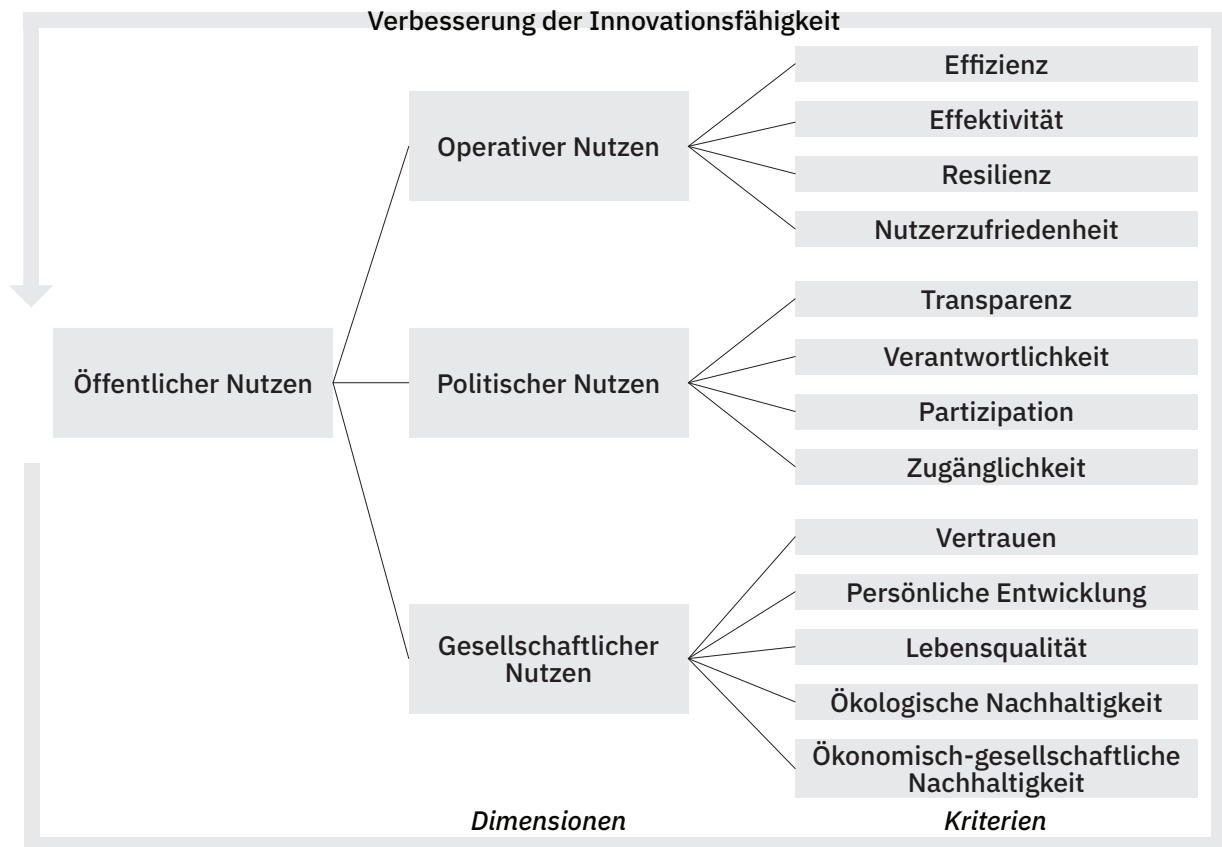 Verbesserung der Innovationsfähigkeit
Öffentlicher Nutzen
Operativer Nutzen
Effizienz
Effektivität
Resilienz
Nutzerzufriedenheit
Politischer Nutzen
Transparenz
Verantwortlichkeit
Partizipation
Zugänglichkeit
Gesellschaftlicher
Nutzen
Vertrauen
Persönliche Entwicklung
Lebensqualität
Ökologische Nachhaltigkeit
Ökonomisch-gesellschaftliche
Nachhaltigkeit
Dimensionen
Kriterien